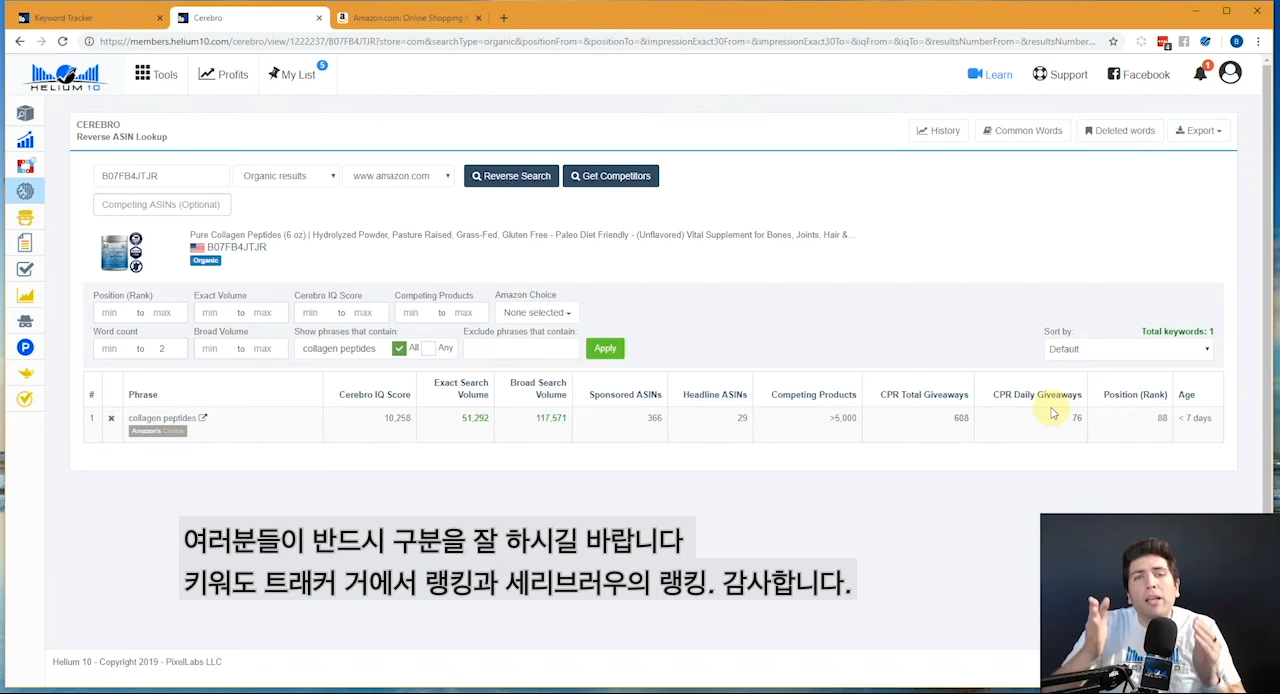 Keyword Tracker
Cerebro
Amazon.com: Online Shopping f
https://members.helium10.com/cerebro/view/1222237/B07FB4JTJR?store=com&searchType=organic&positionFrom=&positionTo=&impressionExact30From=&impressionExact30To=&iqFrom=&iqTo=&resultsNumberFrom=&resultsNumber...
HELIUM 10
Tools
Profits
My List 5
Learn
Support
Facebook
1
CEREBRO
Reverse ASIN Lookup
History
Common Words
Deleted words
Export
B07FB4JTJR
Organic results
www.amazon.com
Reverse Search
Get Competitors
Competing ASINs (Optional)
Pure Collagen Peptides (6 oz) | Hydrolyzed Powder, Pasture Raised, Grass-Fed, Gluten Free - Paleo Diet Friendly - (Unflavored) Vital Supplement for Bones, Joints, Hair &...
B07FB4JTJR
Organic
Position (Rank) Exact Volume Cerebro IQ Score Competing Products Amazon Choice
min to max min to max min to max min to max None selected
Word count Broad Volume Show phrases that contain: Exclude phrases that contain: Sort by: Total keywords: 1
min to 2 min to max collagen peptides All Any Apply Default
# Phrase Cerebro IQ Score Exact Search Volume Broad Search Volume Sponsored ASINs Headline ASINs Competing Products CPR Total Giveaways CPR Daily Giveaways Position (Rank) Age
1 collagen peptides 10,258 51,292 117,571 366 29 >5,000 608 76 88 < 7 days
Amazon's Choice
여러분들이 반드시 구분을 잘 하시길 바랍니다
키워도 트래커 거에서 랭킹과 세리브러우의 랭킹. 감사합니다.
Helium 10 - Copyright 2019 - PixelLabs LLC